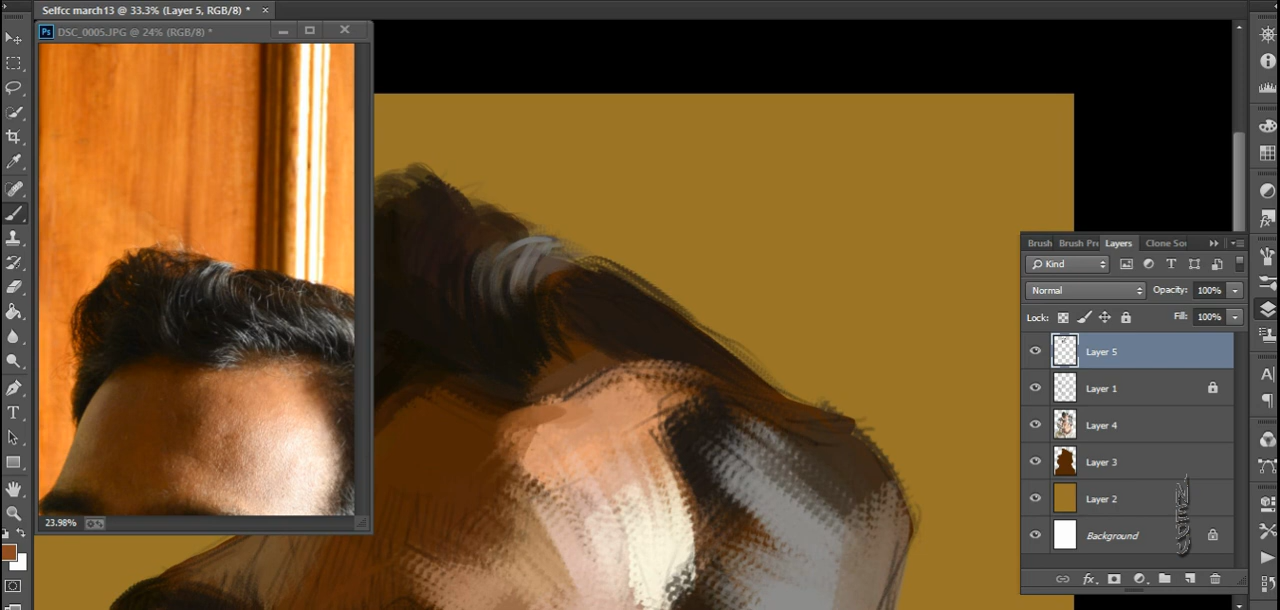 Selfcc march13 @ 33.3% (Layer 5, RGB/8) *
DSC_0005.JPG @ 24% (RGB/8) *
Ps
23.98%
Brush
Brush Pre
Layers
Clone Sou
Kind
Normal
Opacity: 100%
Lock:
Fill: 100%
Layer 5
Layer 1
Layer 4
Layer 3
Layer 2
Background
fx